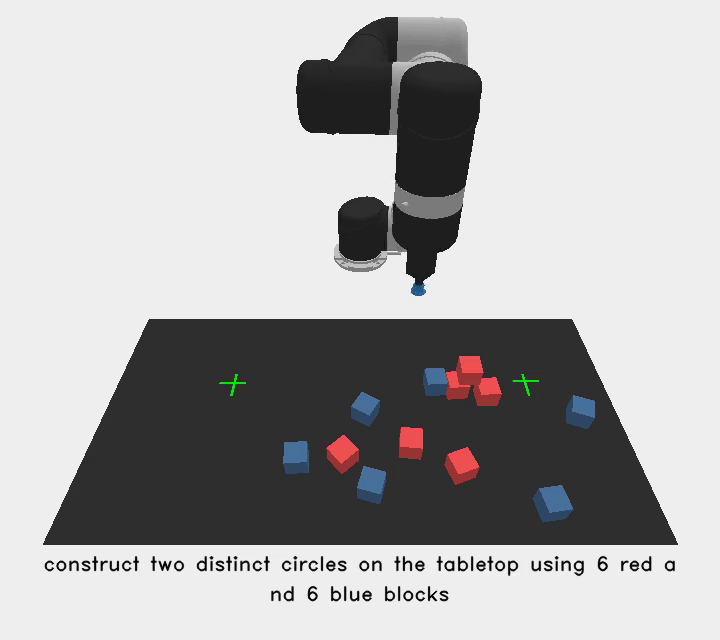 construct two distinct circles on the tabletop using 6 red a
nd 6 blue blocks